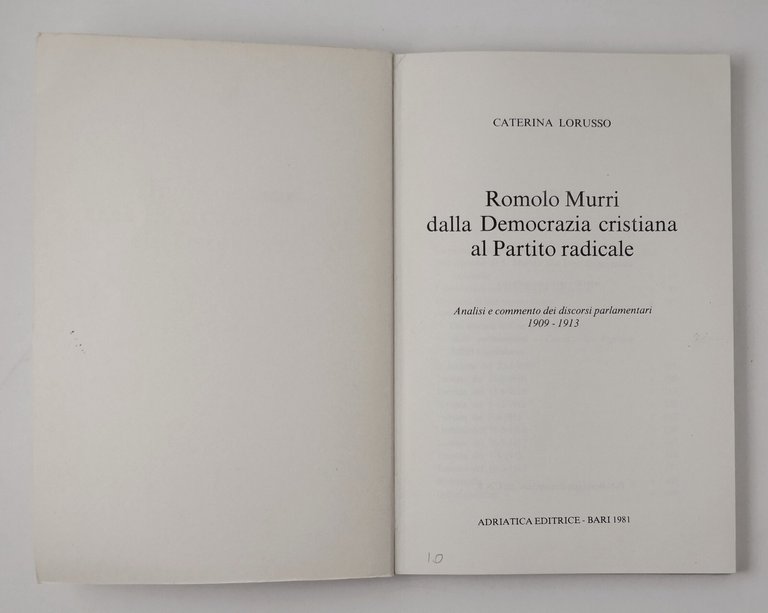 CATERINA LORUSSO
Romolo Murri
dalla Democrazia cristiana
al Partito radicale
Analisi e commento dei discorsi parlamentari
1909 - 1913
ADRIATICA EDITRICE - BARI 1981
10